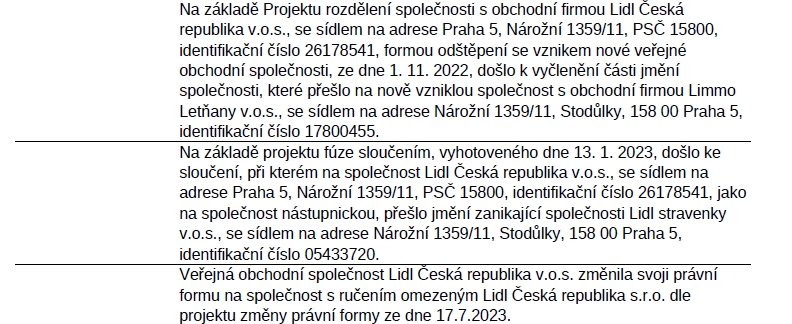 Na základě Projektu rozdělení společnosti s obchodní firmou Lidl Česká
republika v.o.s., se sídlem na adrese Praha 5, Nárožní 1359/11, PSČ 15800,
identifikační číslo 26178541, formou odštěpení se vznikem nové veřejné
obchodní společnosti, ze dne 1. 11. 2022, došlo k vyčlenění části jmění
společnosti, které přešlo na nově vzniklou společnost s obchodní firmou Limmo
Letňany v.o.s., se sídlem na adrese Nárožní 1359/11, Stodůlky, 158 00 Praha 5,
identifikační číslo 17800455.
Na základě projektu fúze sloučením, vyhotoveného dne 13. 1. 2023, došlo ke
sloučení, při kterém na společnost Lidl Česká republika v.o.s., se sídlem na
adrese Praha 5, Nárožní 1359/11, PSČ 15800, identifikační číslo 26178541, jako
na společnost nástupnickou, přešlo jmění zanikající společnosti Lidl stravenky
v.o.s., se sídlem na adrese Nárožní 1359/11, Stodůlky, 158 00 Praha 5,
identifikační číslo 05433720.
Veřejná obchodní společnost Lidl Česká republika v.o.s. změnila svoji právní
formu na společnost s ručením omezeným Lidl Česká republika s.r.o. dle
projektu změny právní formy ze dne 17.7.2023.